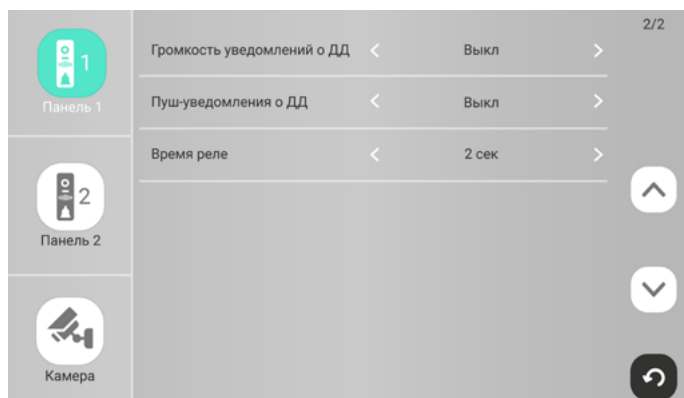 2/2
1
Панель 1
Громкость уведомлений о ДД < Выкл >
Пуш-уведомления о ДД < Выкл >
Время реле < 2 сек >
2
Панель 2
Камера